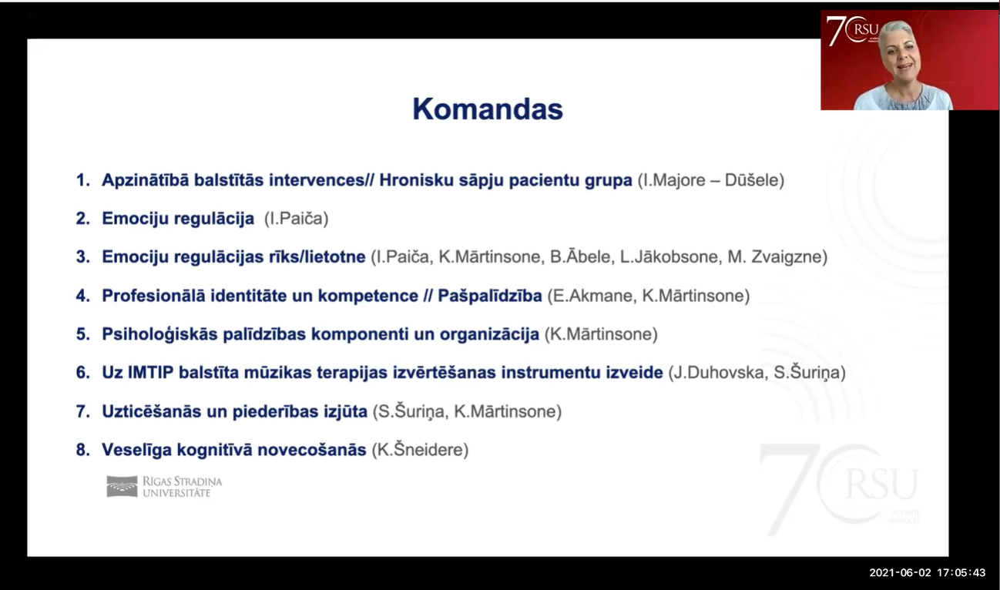 70 RSU
Komandas
1. Apzinātībā balstītās intervences// Hronisku sāpju pacientu grupa (I.Majore – Dūšele)
2. Emociju regulācija (I.Paiča)
3. Emociju regulācijas rīks/lietotne (I.Paiča, K.Mārtinsone, B.Ābele, L.Jākobsone, M. Zvaigzne)
4. Profesionālā identitāte un kompetence // Pašpalīdzība (E.Akmane, K.Mārtinsone)
5. Psiholoģiskās palīdzības komponenti un organizācija (K.Mārtinsone)
6. Uz IMTIP balstīta mūzikas terapijas izvērtēšanas instrumentu izveide (J.Duhovska, S.Šuriņa)
7. Uzticēšanās un piederības izjūta (S.Šuriņa, K.Mārtinsone)
8. Veselīga kognitīvā novecošanās (K.Šneidere)
RĪGAS STRADIŅA
UNIVERSITĀTE
70 RSU
2021-06-02 17:05:43